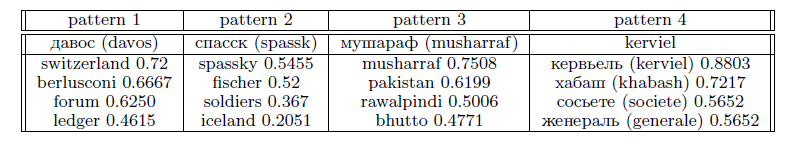 pattern 1 pattern 2 pattern 3 pattern 4
давос (davos) спасск (spassk) мушараф (musharraf) kerviel
switzerland 0.72 spassky 0.5455 musharraf 0.7508 кервьель (kerviel) 0.8803
berlusconi 0.6667 fischer 0.52 pakistan 0.6199 хабаш (khabash) 0.7217
forum 0.6250 soldiers 0.367 rawalpindi 0.5006 сосьете (societe) 0.5652
ledger 0.4615 iceland 0.2051 bhutto 0.4771 женераль (generale) 0.5652